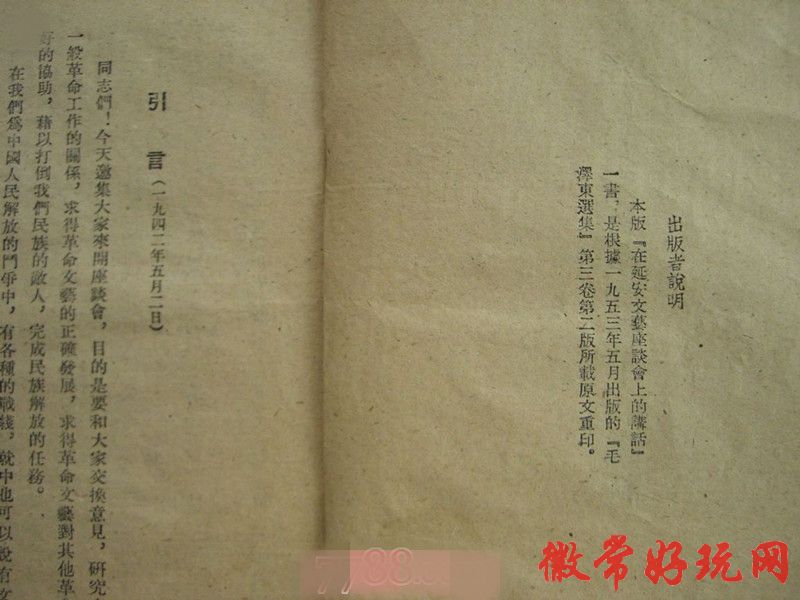 出版者說明
本版『在延安文藝座談會上的講話』
一書，是根據一九五三年五月出版的『毛
澤東選集』第三卷第二版所載原文重印。
引言（一九四二年五月二日）
同志們！今天邀集大家來開座談會，目的是要和大家交換意見，研究
一般革命工作的關係，求得革命文藝的正確發展，求得革命文藝對其他革
好的協助，藉以打倒我們民族的敵人，完成民族解放的任務。
在我們爲中國人民解放的鬥爭中，有各種的戰綫，就中也可以說有文
7788
徽常好玩网